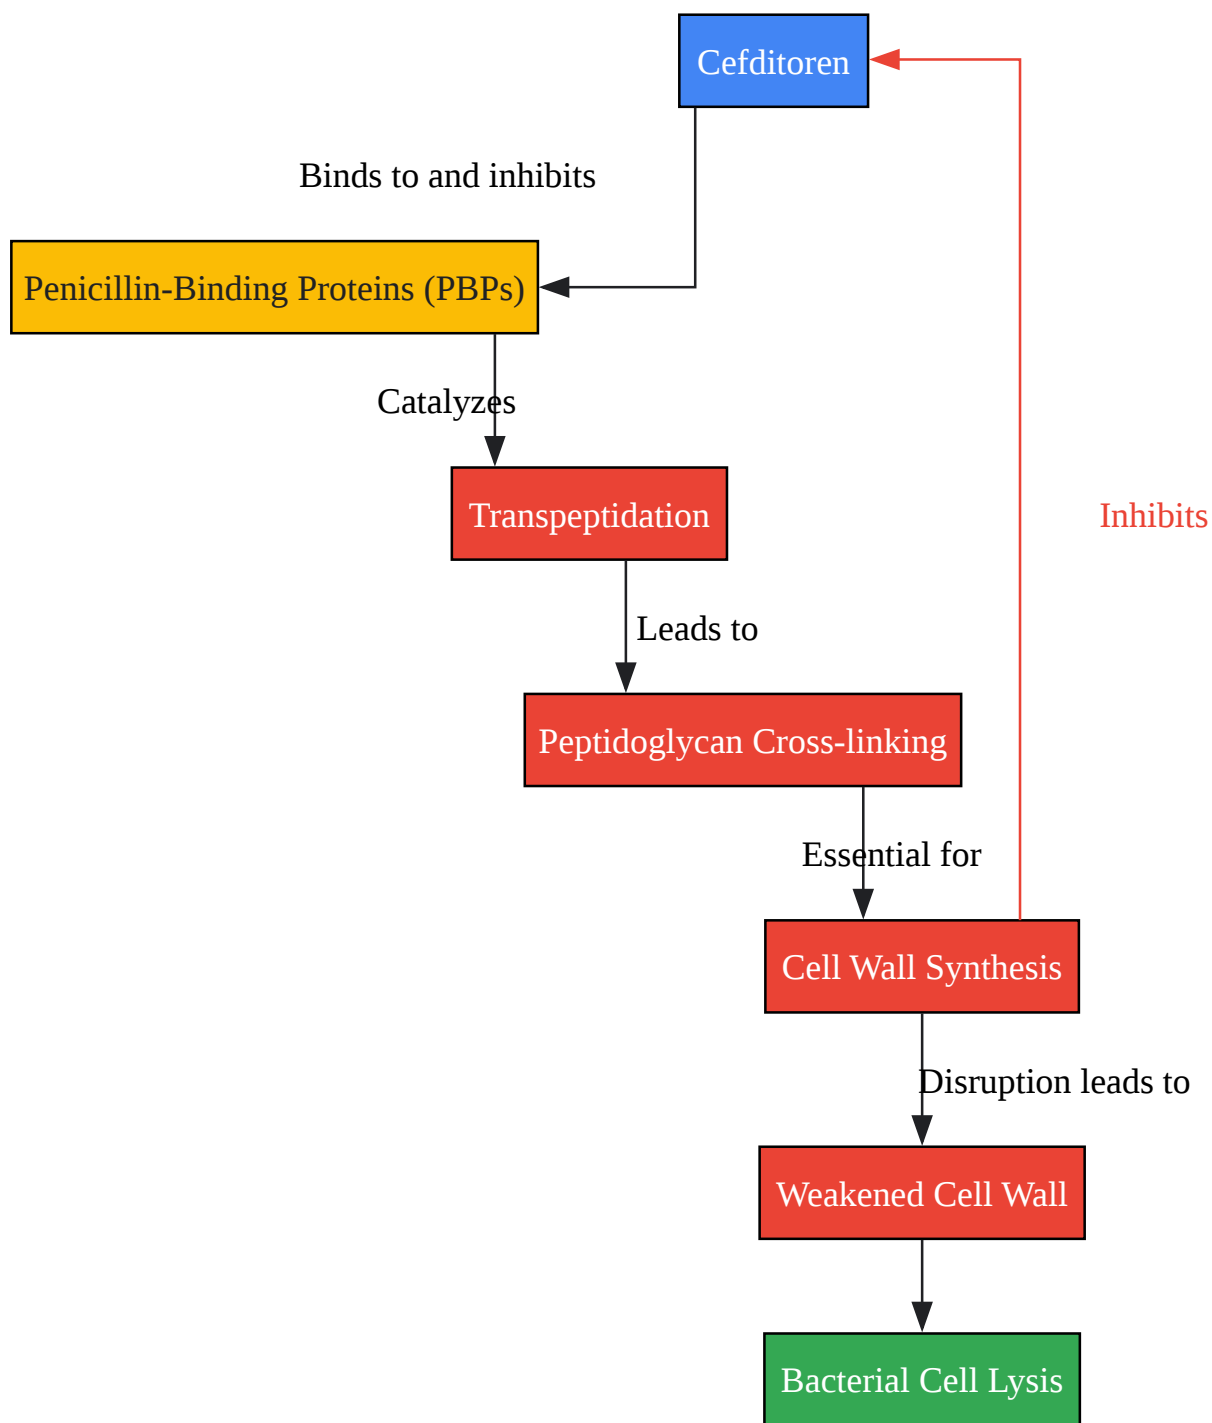 Cefditoren
Binds to and inhibits
Penicillin-Binding Proteins (PBPs)
Catalyzes
Transpeptidation
Inhibits
Leads to
Peptidoglycan Cross-linking
Essential for
Cell Wall Synthesis
Disruption leads to
Weakened Cell Wall
Bacterial Cell Lysis